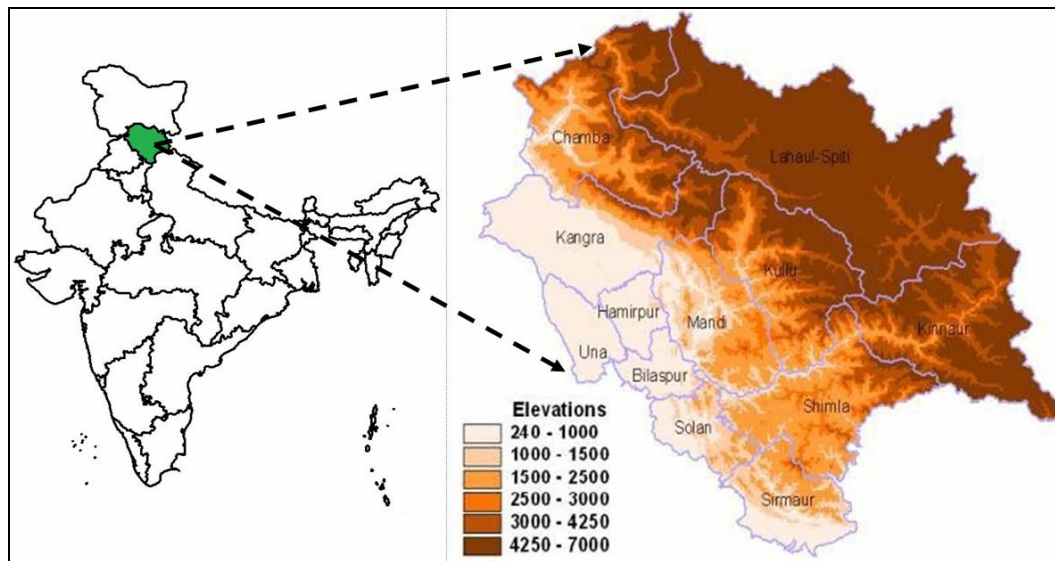 Chamba
Lahaul-Spiti
Kangra
Kullu
Hamirpur
Mandi
Kinnaur
Una
Bilaspur
Shimla
Solan
Sirmaur
Elevations
240 - 1000
1000 - 1500
1500 - 2500
2500 - 3000
3000 - 4250
4250 - 7000